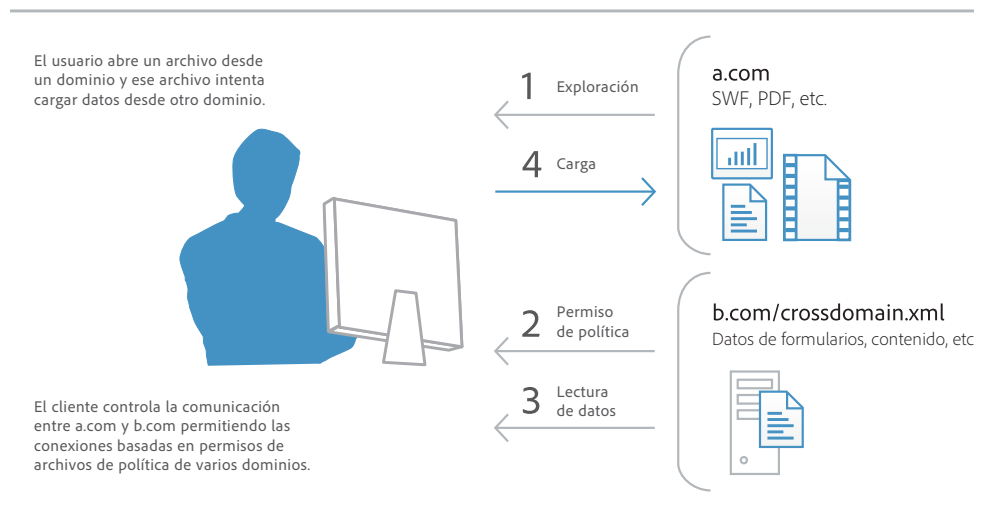 El usuario abre un archivo desde
un dominio y ese archivo intenta
cargar datos desde otro dominio.
1 Exploración
4 Carga
a.com
SWF, PDF, etc.
2 Permiso
de política
3 Lectura
de datos
b.com/crossdomain.xml
Datos de formularios, contenido, etc
El cliente controla la comunicación
entre a.com y b.com permitiendo las
conexiones basadas en permisos de
archivos de política de varios dominios.